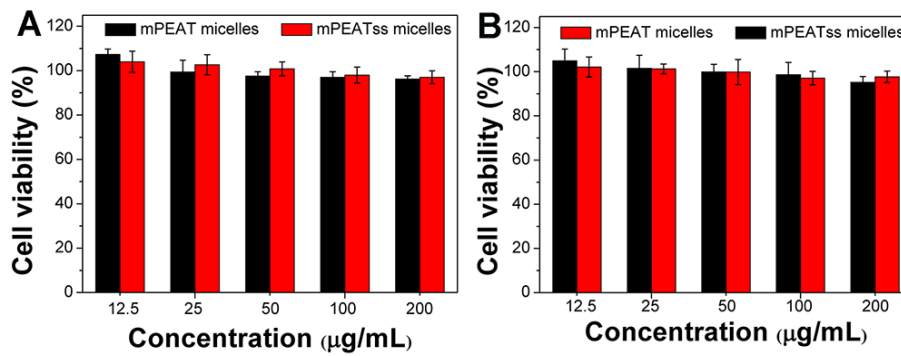 A
mPEAT micelles
mPEATss micelles
120
100
80
60
40
20
0
Cell viability (%)
12.5
25
50
100
200
Concentration (μg/mL)
B
mPEAT micelles
mPEATss micelles
120
100
80
60
40
20
0
Cell viability (%)
12.5
25
50
100
200
Concentration (μg/mL)